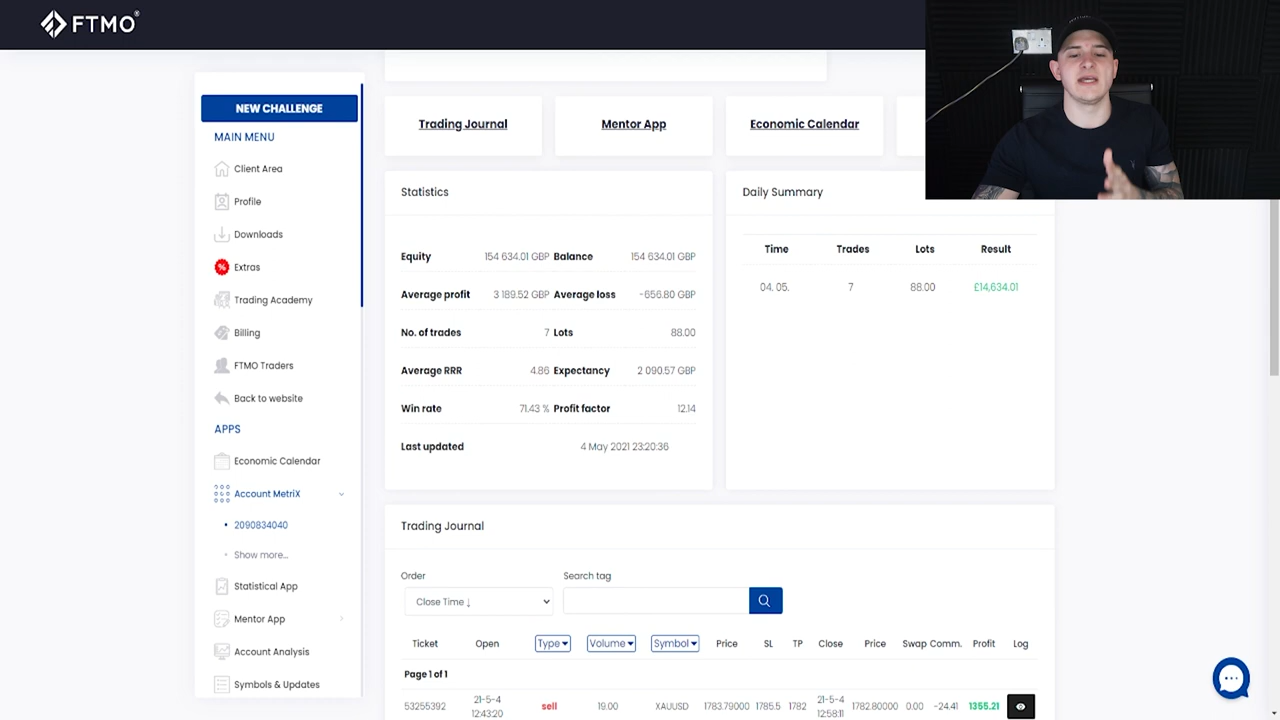 FTMO®
NEW CHALLENGE
MAIN MENU
Client Area
Profile
Downloads
Extras
Trading Academy
Billing
FTMO Traders
Back to website
APPS
Economic Calendar
Account MetriX
2090834040
Show more...
Statistical App
Mentor App
Account Analysis
Symbols & Updates
Trading Journal
Mentor App
Economic Calendar
Statistics
Equity 154 634.01 GBP Balance 154 634.01 GBP
Average profit 3 189.52 GBP Average loss -656.80 GBP
No. of trades 7 Lots 88.00
Average RRR 4.86 Expectancy 2 090.57 GBP
Win rate 71.43 % Profit factor 12.14
Last updated 4 May 2021 23:20:36
Daily Summary
Time Trades Lots Result
04. 05. 7 88.00 £14,634.01
Trading Journal
Order Search tag
Close Time ↓
Ticket Open Type Volume Symbol Price SL TP Close Price Swap Comm. Profit Log
Page 1 of 1
53255392 21-5-4 12:43:20 sell 19.00 XAUUSD 1783.79000 1785.5 1782 21-5-4 12:58:11 1782.80000 0.00 -24.41 1355.21